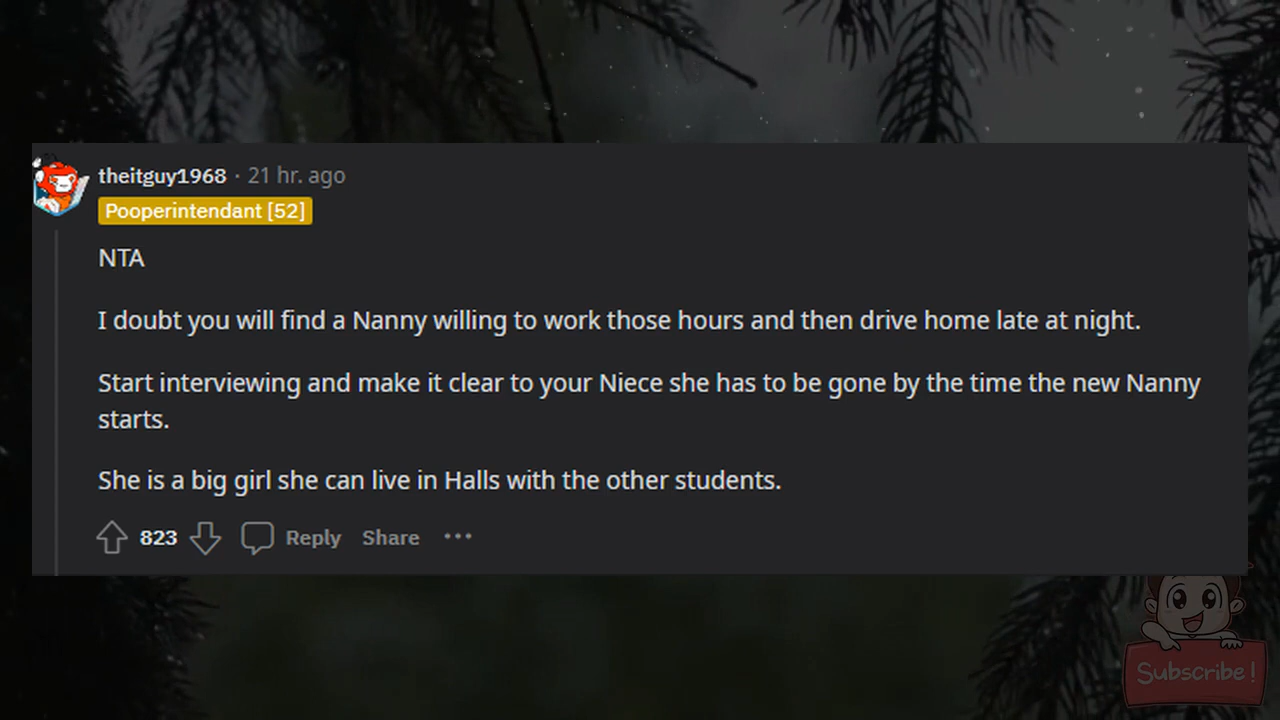 theitguy1968 · 21 hr. ago
Pooperintendant [52]
NTA
I doubt you will find a Nanny willing to work those hours and then drive home late at night.
Start interviewing and make it clear to your Niece she has to be gone by the time the new Nanny
starts.
She is a big girl she can live in Halls with the other students.
823 Reply Share ···
Subscribe!